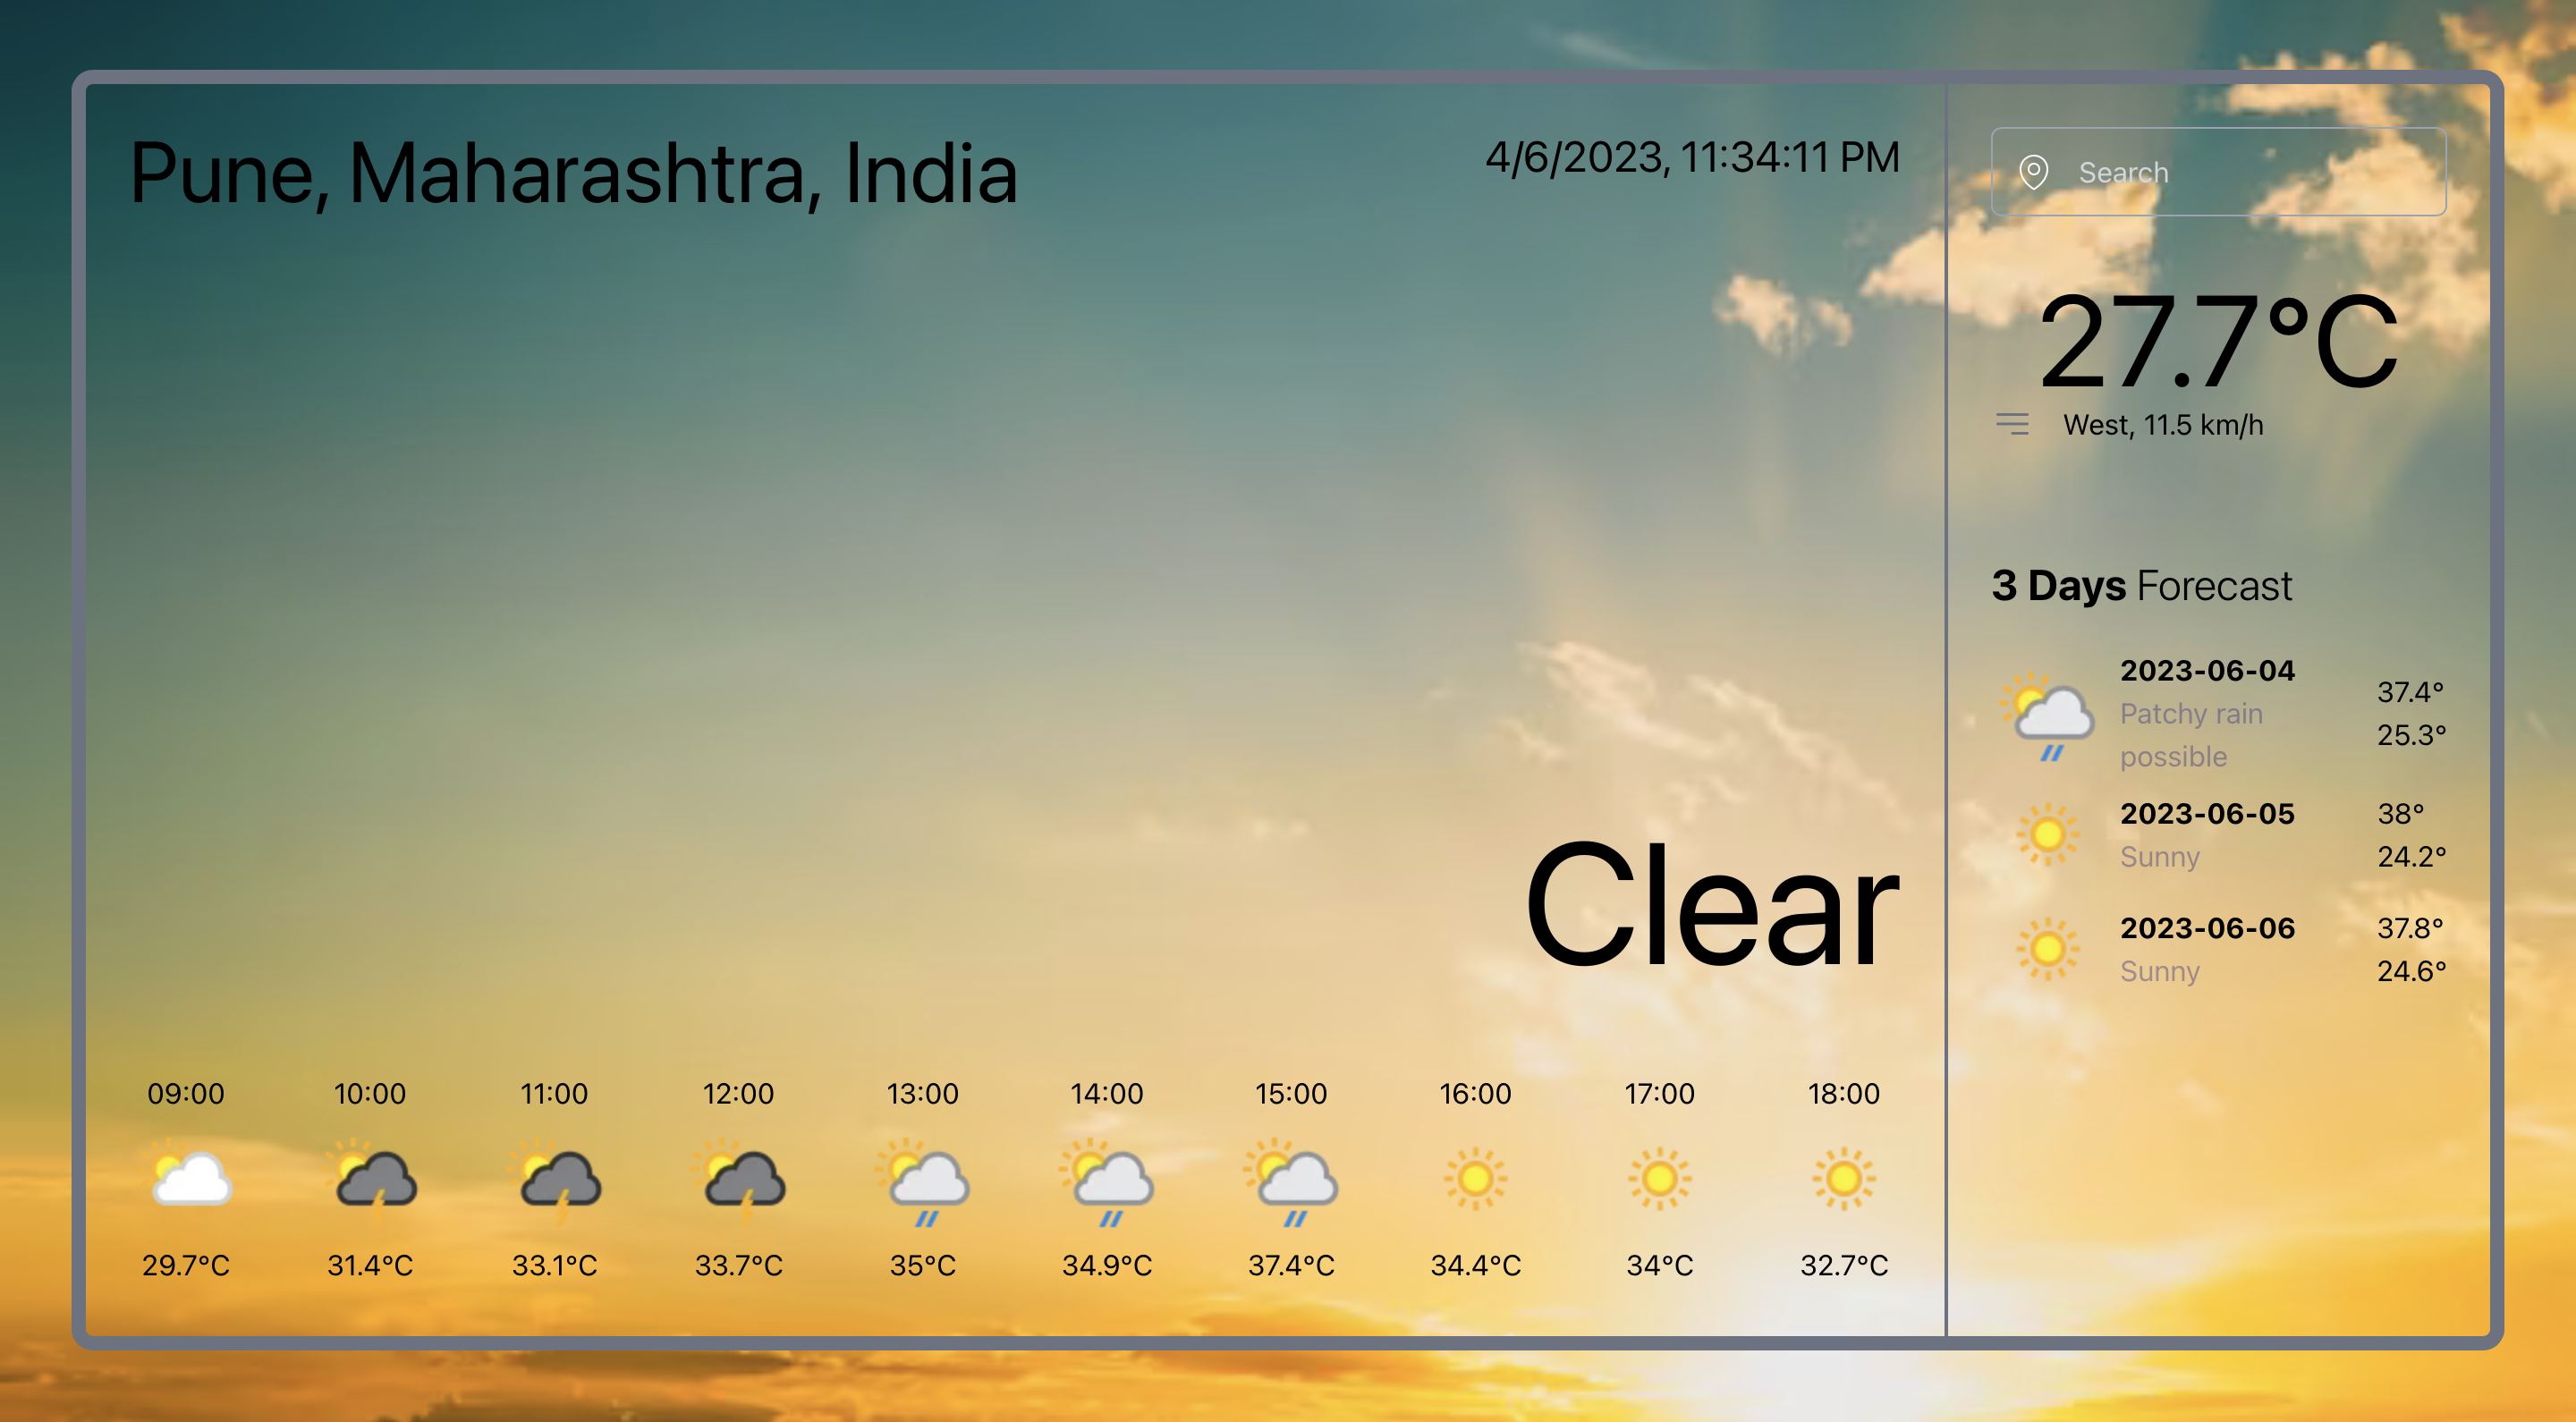 Pune, Maharashtra, India
4/6/2023, 11:34:11 PM
Clear
09:00 10:00 11:00 12:00 13:00 14:00 15:00 16:00 17:00 18:00
29.7°C 31.4°C 33.1°C 33.7°C 35°C 34.9°C 37.4°C 34.4°C 34°C 32.7°C
Search
27.7°C
West, 11.5 km/h
3 Days Forecast
2023-06-04
Patchy rain
possible
37.4°
25.3°
2023-06-05
Sunny
38°
24.2°
2023-06-06
Sunny
37.8°
24.6°